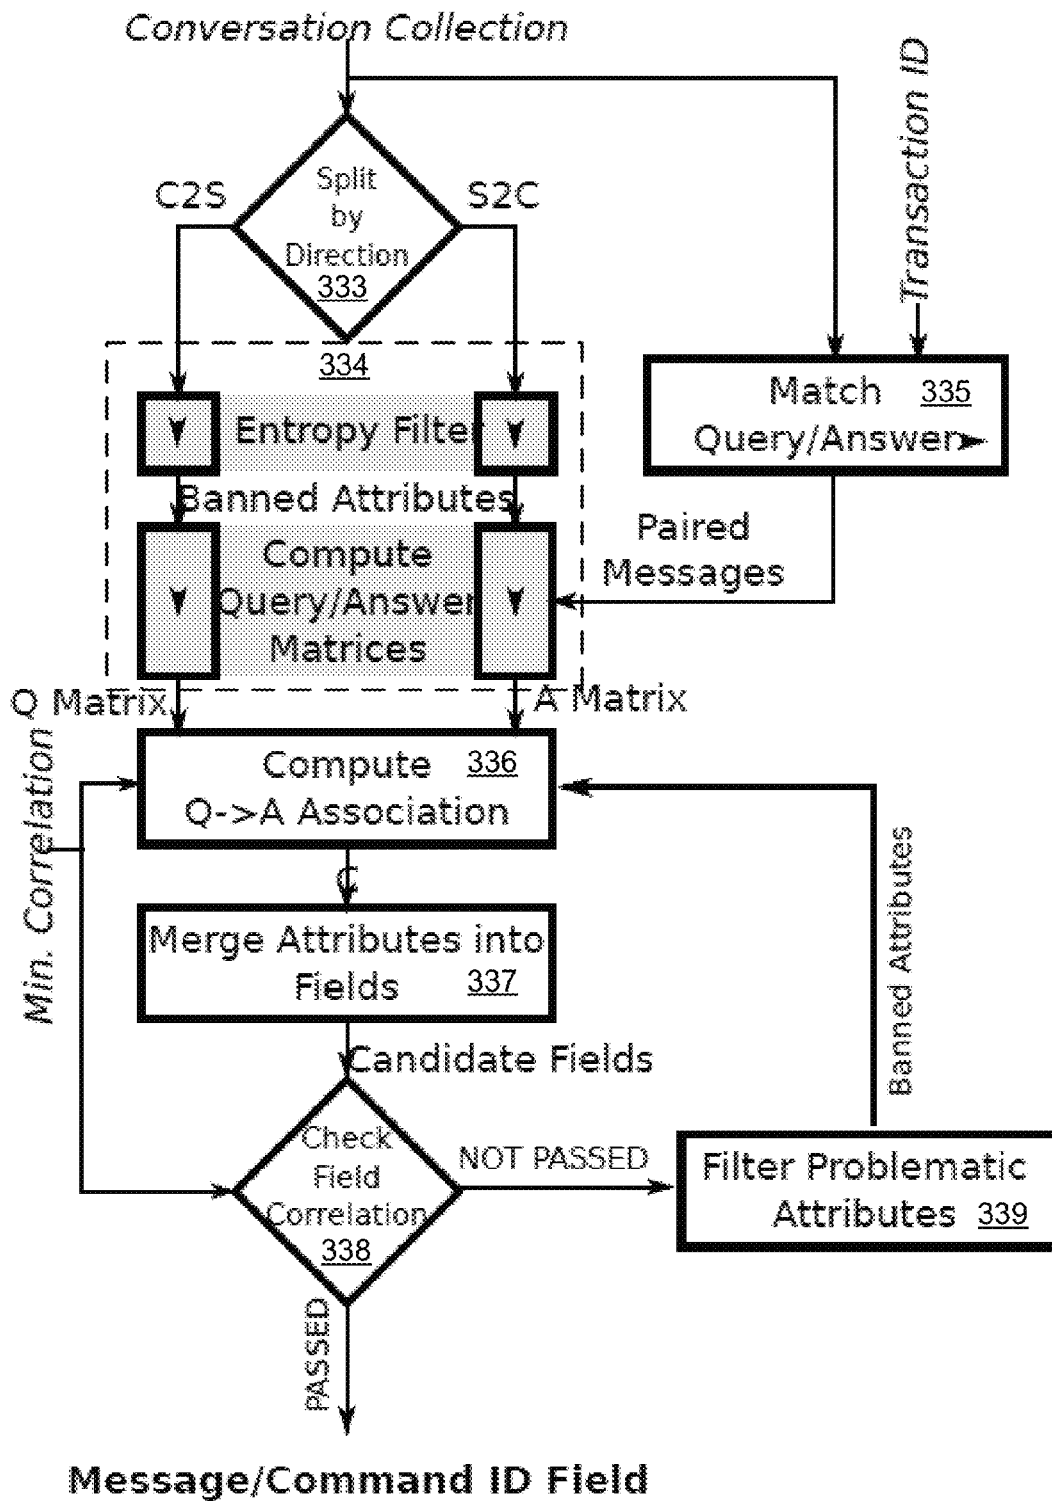 Conversation Collection
Transaction ID
C2S
S2C
Split
by
Direction
333
334
Match 335
Query/Answer
Entropy Filter
Banned Attributes
Compute
Query/Answer
Matrices
Paired
Messages
Q Matrix
A Matrix
Min. Correlation
Compute 336
Q->A Association
C
Merge Attributes into
Fields 337
Banned Attributes
Candidate Fields
Check
Field
Correlation
338
NOT PASSED
Filter Problematic
Attributes 339
PASSED
Message/Command ID Field